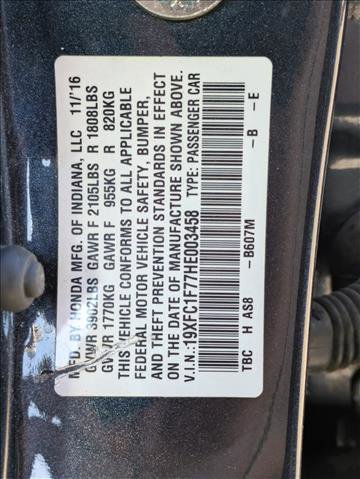 MFD. BY HONDA MFG. OF INDIANA, LLC 11/'16
GVWR 3902LBS GAWR F 2105LBS R 1808LBS
GVWR 1770KG GAWR F 955KG R 820KG
THIS VEHICLE CONFORMS TO ALL APPLICABLE
FEDERAL MOTOR VEHICLE SAFETY, BUMPER,
AND THEFT PREVENTION STANDARDS IN EFFECT
ON THE DATE OF MANUFACTURE SHOWN ABOVE.
V.I.N.:19XFC1F77HE003458 TYPE: PASSENGER CAR
TBC H AS8 - B607M - B - E